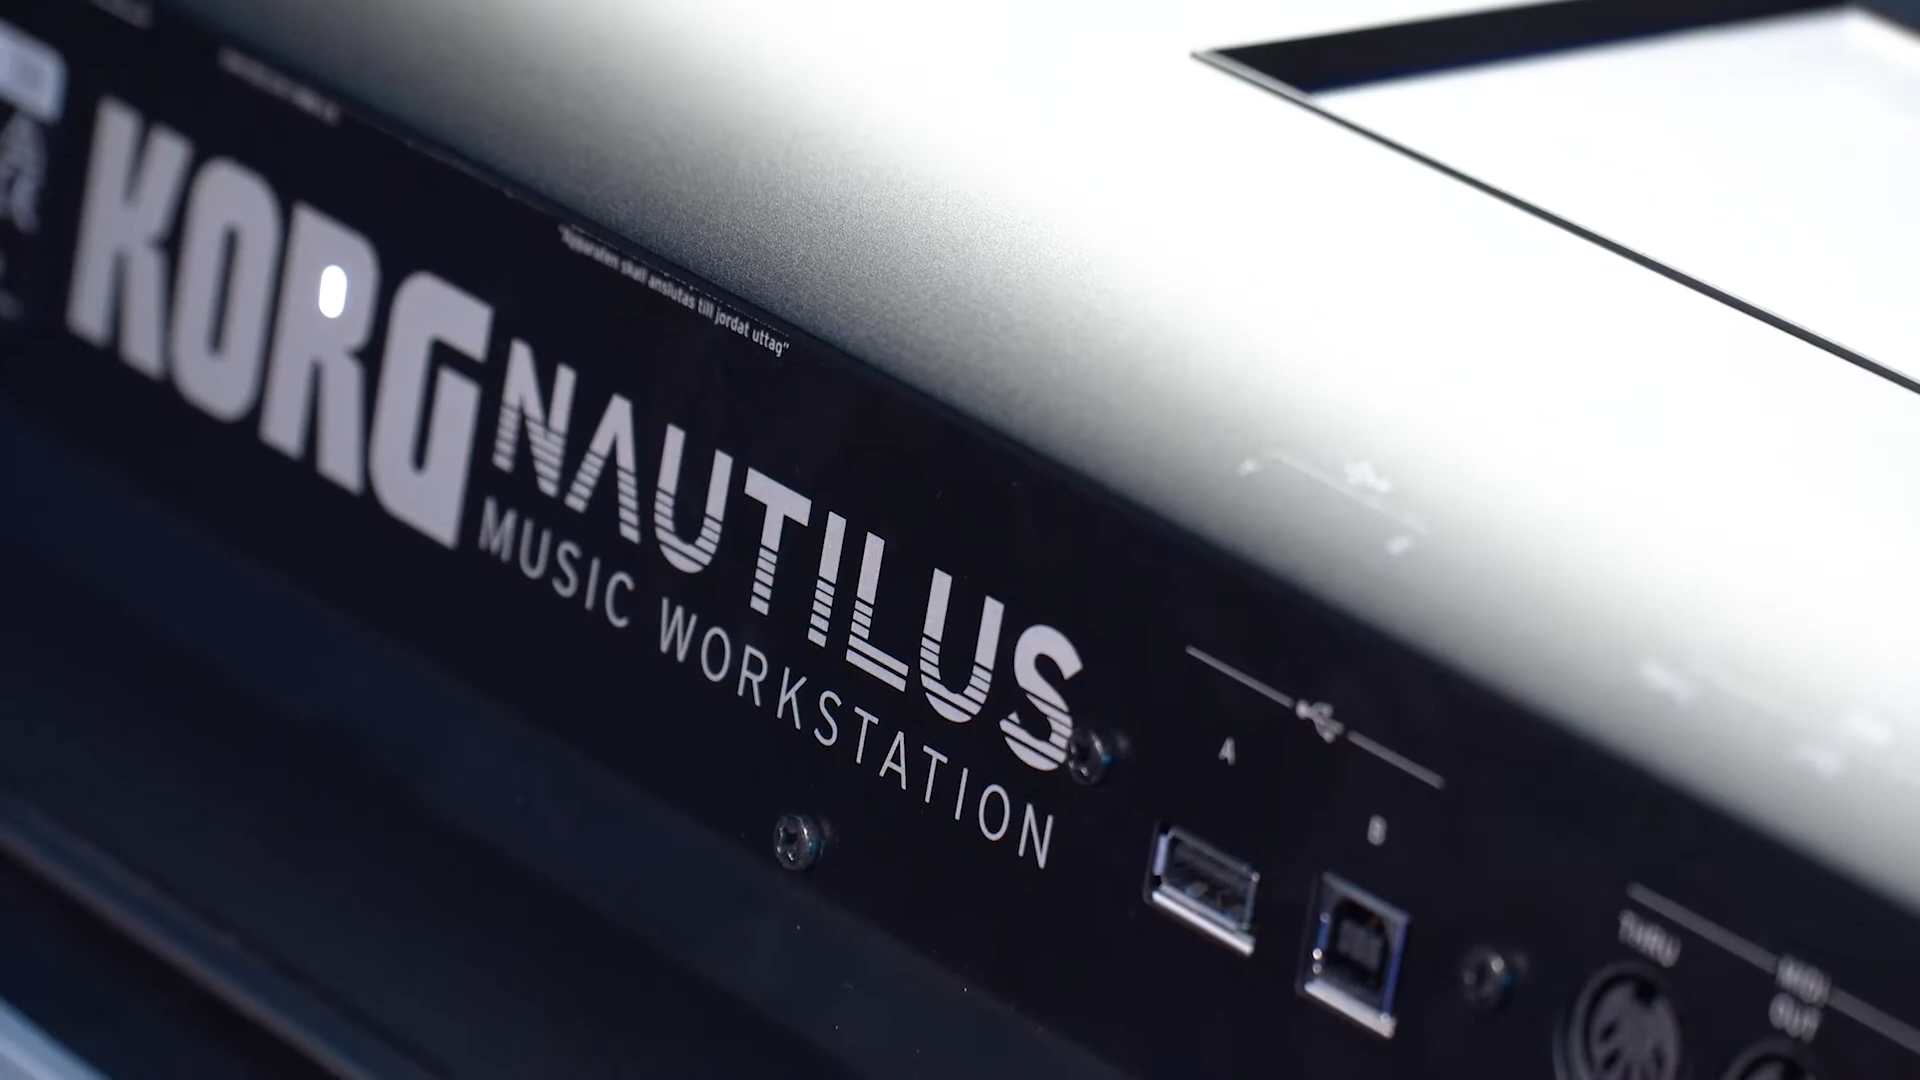 "Apparaten skall anslutas till jordat uttag"
KORG
NAUTILUS
MUSIC WORKSTATION
A
B
THRU
MIDI
OUT